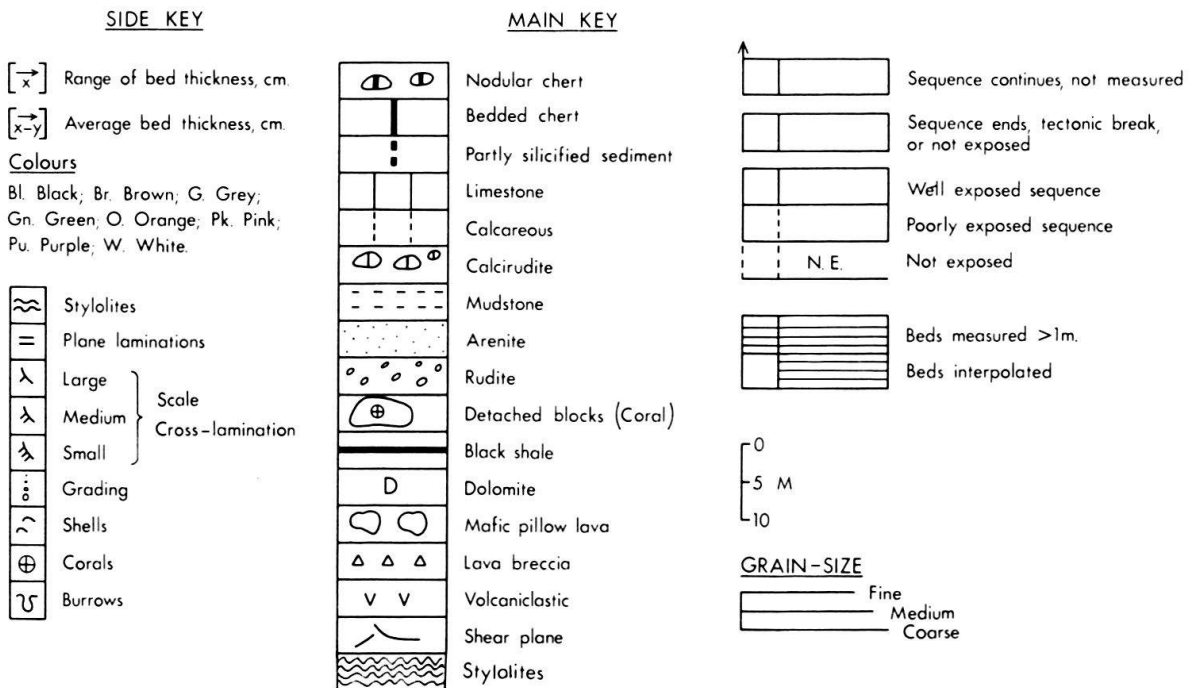 SIDE KEY
[x] Range of bed thickness, cm.
[x-y] Average bed thickness, cm.
Colours
Bl. Black; Br. Brown; G. Grey;
Gn. Green; O. Orange; Pk. Pink;
Pu. Purple; W. White.
Stylolites
Plane laminations
Large
Medium
Small
Scale
Cross-lamination
Grading
Shells
Corals
Burrows
MAIN KEY
Nodular chert
Bedded chert
Partly silicified sediment
Limestone
Calcareous
Calcirudite
Mudstone
Arenite
Rudite
Detached blocks (Coral)
Black shale
D Dolomite
Mafic pillow lava
Lava breccia
V V Volcaniclastic
Shear plane
Stylolites
Sequence continues, not measured
Sequence ends, tectonic break,
or not exposed
Well exposed sequence
Poorly exposed sequence
N.E. Not exposed
Beds measured >1m.
Beds interpolated
0
5 M
10
GRAIN-SIZE
Fine
Medium
Coarse